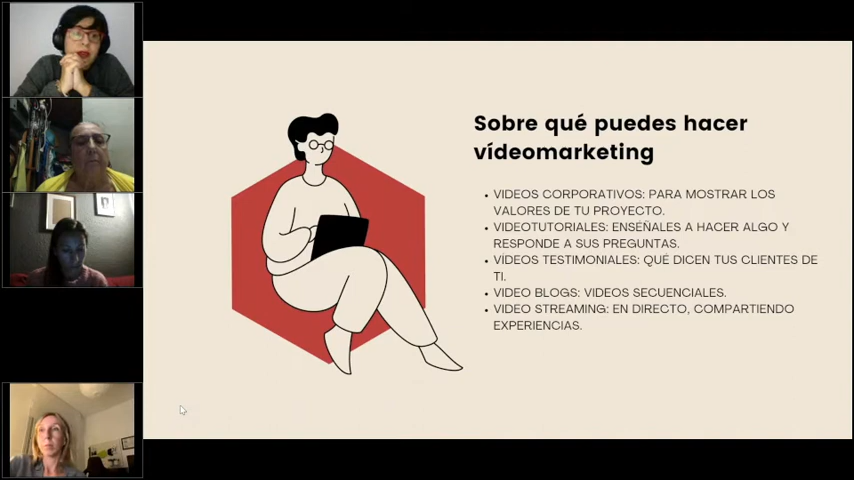 Sobre qué puedes hacer
vídeomarketing
• VIDEOS CORPORATIVOS: PARA MOSTRAR LOS
VALORES DE TU PROYECTO.
• VIDEOTUTORIALES: ENSÉÑALES A HACER ALGO Y
RESPONDE A SUS PREGUNTAS.
• VÍDEOS TESTIMONIALES: QUÉ DICEN TUS CLIENTES DE
TI.
• VIDEO BLOGS: VIDEOS SECUENCIALES.
• VIDEO STREAMING: EN DIRECTO, COMPARTIENDO
EXPERIENCIAS.